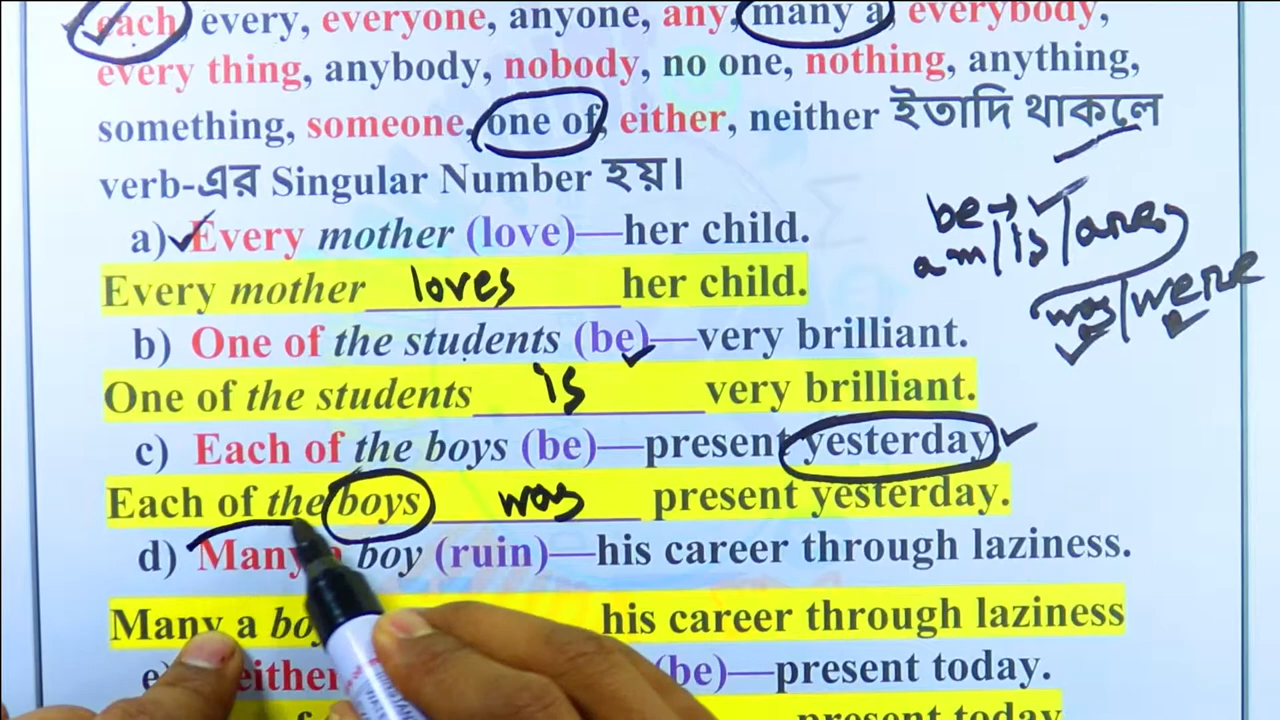 each, every, everyone, anyone, any, many a, everybody,
every thing, anybody, nobody, no one, nothing, anything,
something, someone, one of, either, neither ইতাদি থাকলে
verb-এর Singular Number হয়।
be→
am/is/are
was/were
a) Every mother (love)—her child.
Every mother loves her child.
b) One of the students (be)—very brilliant.
One of the students is very brilliant.
c) Each of the boys (be)—present yesterday
Each of the boys was present yesterday.
d) Many boy (ruin)—his career through laziness.
Many a his career through laziness
(be)—present today.
present today